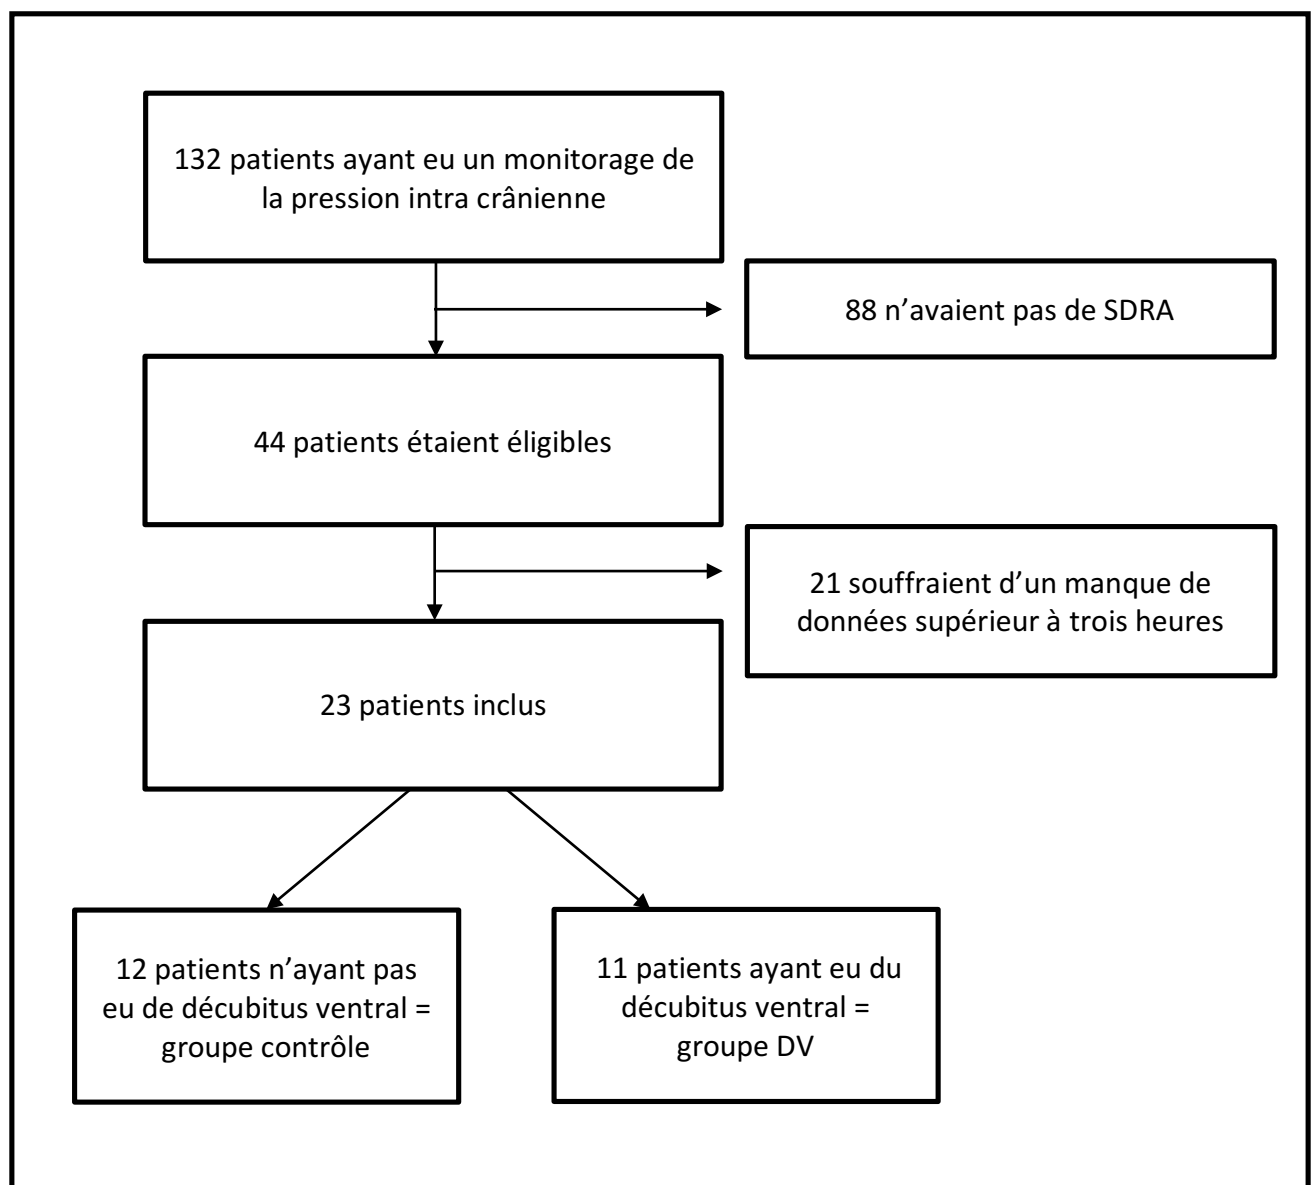 132 patients ayant eu un monitorage de
la pression intra crânienne
88 n’avaient pas de SDRA
44 patients étaient éligibles
21 souffraient d’un manque de
données supérieur à trois heures
23 patients inclus
12 patients n’ayant pas
eu de décubitus ventral =
groupe contrôle
11 patients ayant eu du
décubitus ventral =
groupe DV